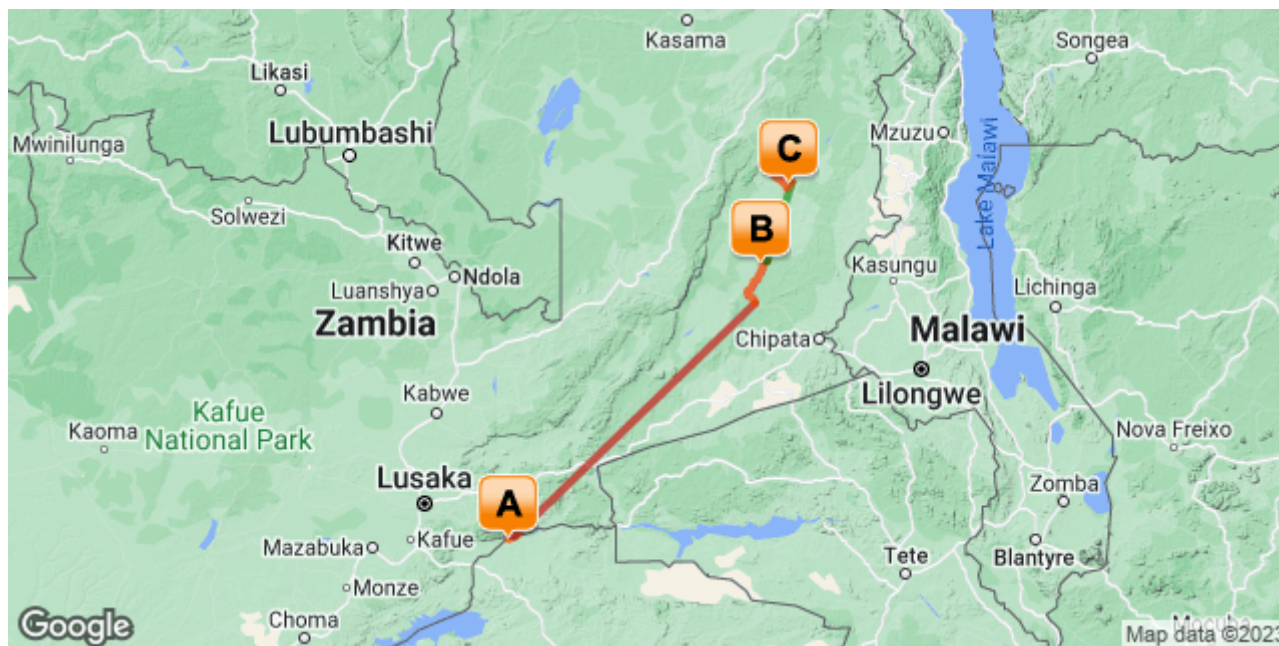 Kasama
Songea
Likasi
Lubumbashi
Mwinilunga
Mzuzu
C
Lake Malawi
Solwezi
B
Kitwe
Ndola
Kasungu
Luanshya
Lichinga
Zambia
Malawi
Chipata
Lilongwe
Kabwe
Kafue
National Park
Kaoma
Nova Freixo
Lusaka
A
Zomba
Mazabuka
Kafue
Tete
Blantyre
Monze
Choma
Google
Mocuba
Map data ©2023